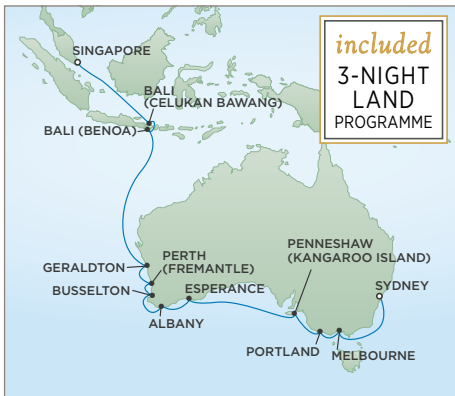 included
3-NIGHT
LAND
PROGRAMME
SINGAPORE
BALI
(CELUKAN BAWANG)
BALI (BENOA)
GERALDTON
PERTH
(FREMANTLE)
BUSSELTON
ESPERANCE
ALBANY
PENNESHAW
(KANGAROO ISLAND)
SYDNEY
PORTLAND
MELBOURNE